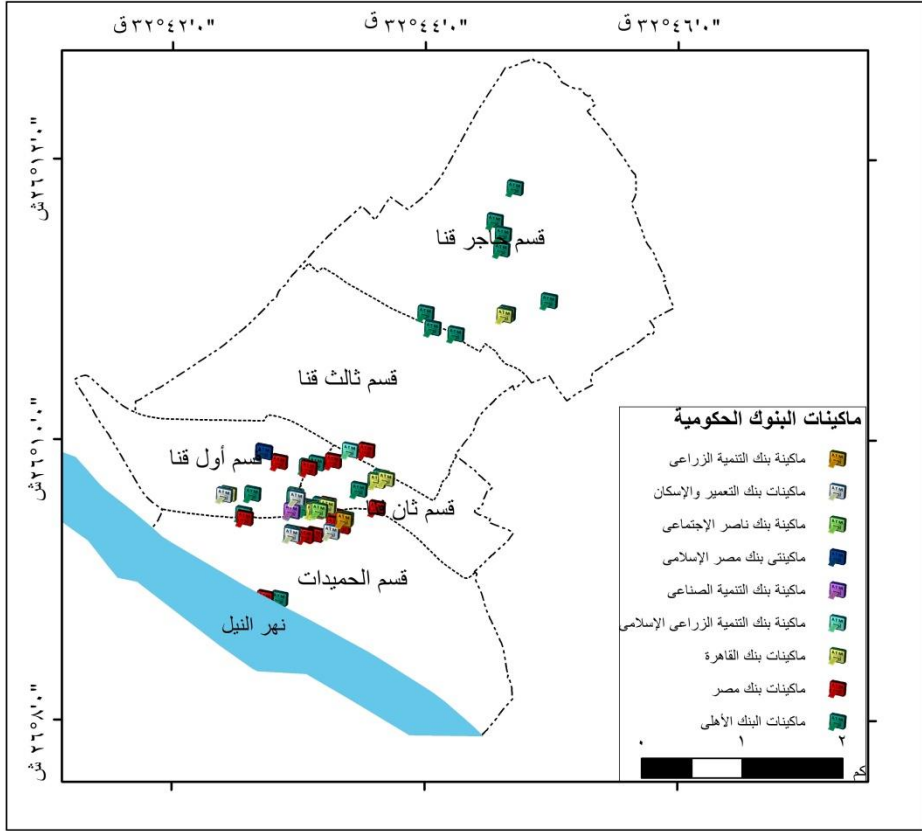 ٣٢°٤٢'٠" ق
٣٢°٤٤'٠" ق
٣٢°٤٦'٠" ق
٢٦°١٢'٠" ش
٢٦°١٠'٠" ش
٢٦°٨'٠" ش
قسم حاجر قنا
قسم ثالث قنا
قسم أول قنا
قسم ثان
قسم الحميدات
نهر النيل
ماكينات البنوك الحكومية
ماكينة بنك التنمية الزراعى
ماكينات بنك التعمير والإسكان
ماكينة بنك ناصر الإجتماعى
ماكينتى بنك مصر الإسلامى
ماكينة بنك التنمية الصناعى
ماكينة بنك التنمية الزراعى الإسلامى
ماكينات بنك القاهرة
ماكينات بنك مصر
ماكينات البنك الأهلى
٠ ١ ٢
كم